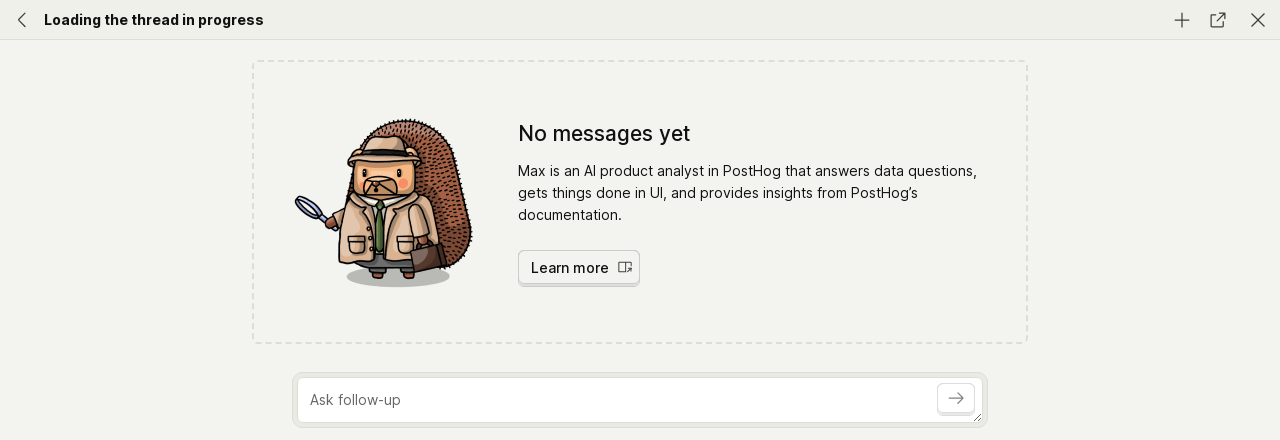 Loading the thread in progress
No messages yet
Max is an AI product analyst in PostHog that answers data questions,
gets things done in UI, and provides insights from PostHog’s
documentation.
Learn more
Ask follow-up